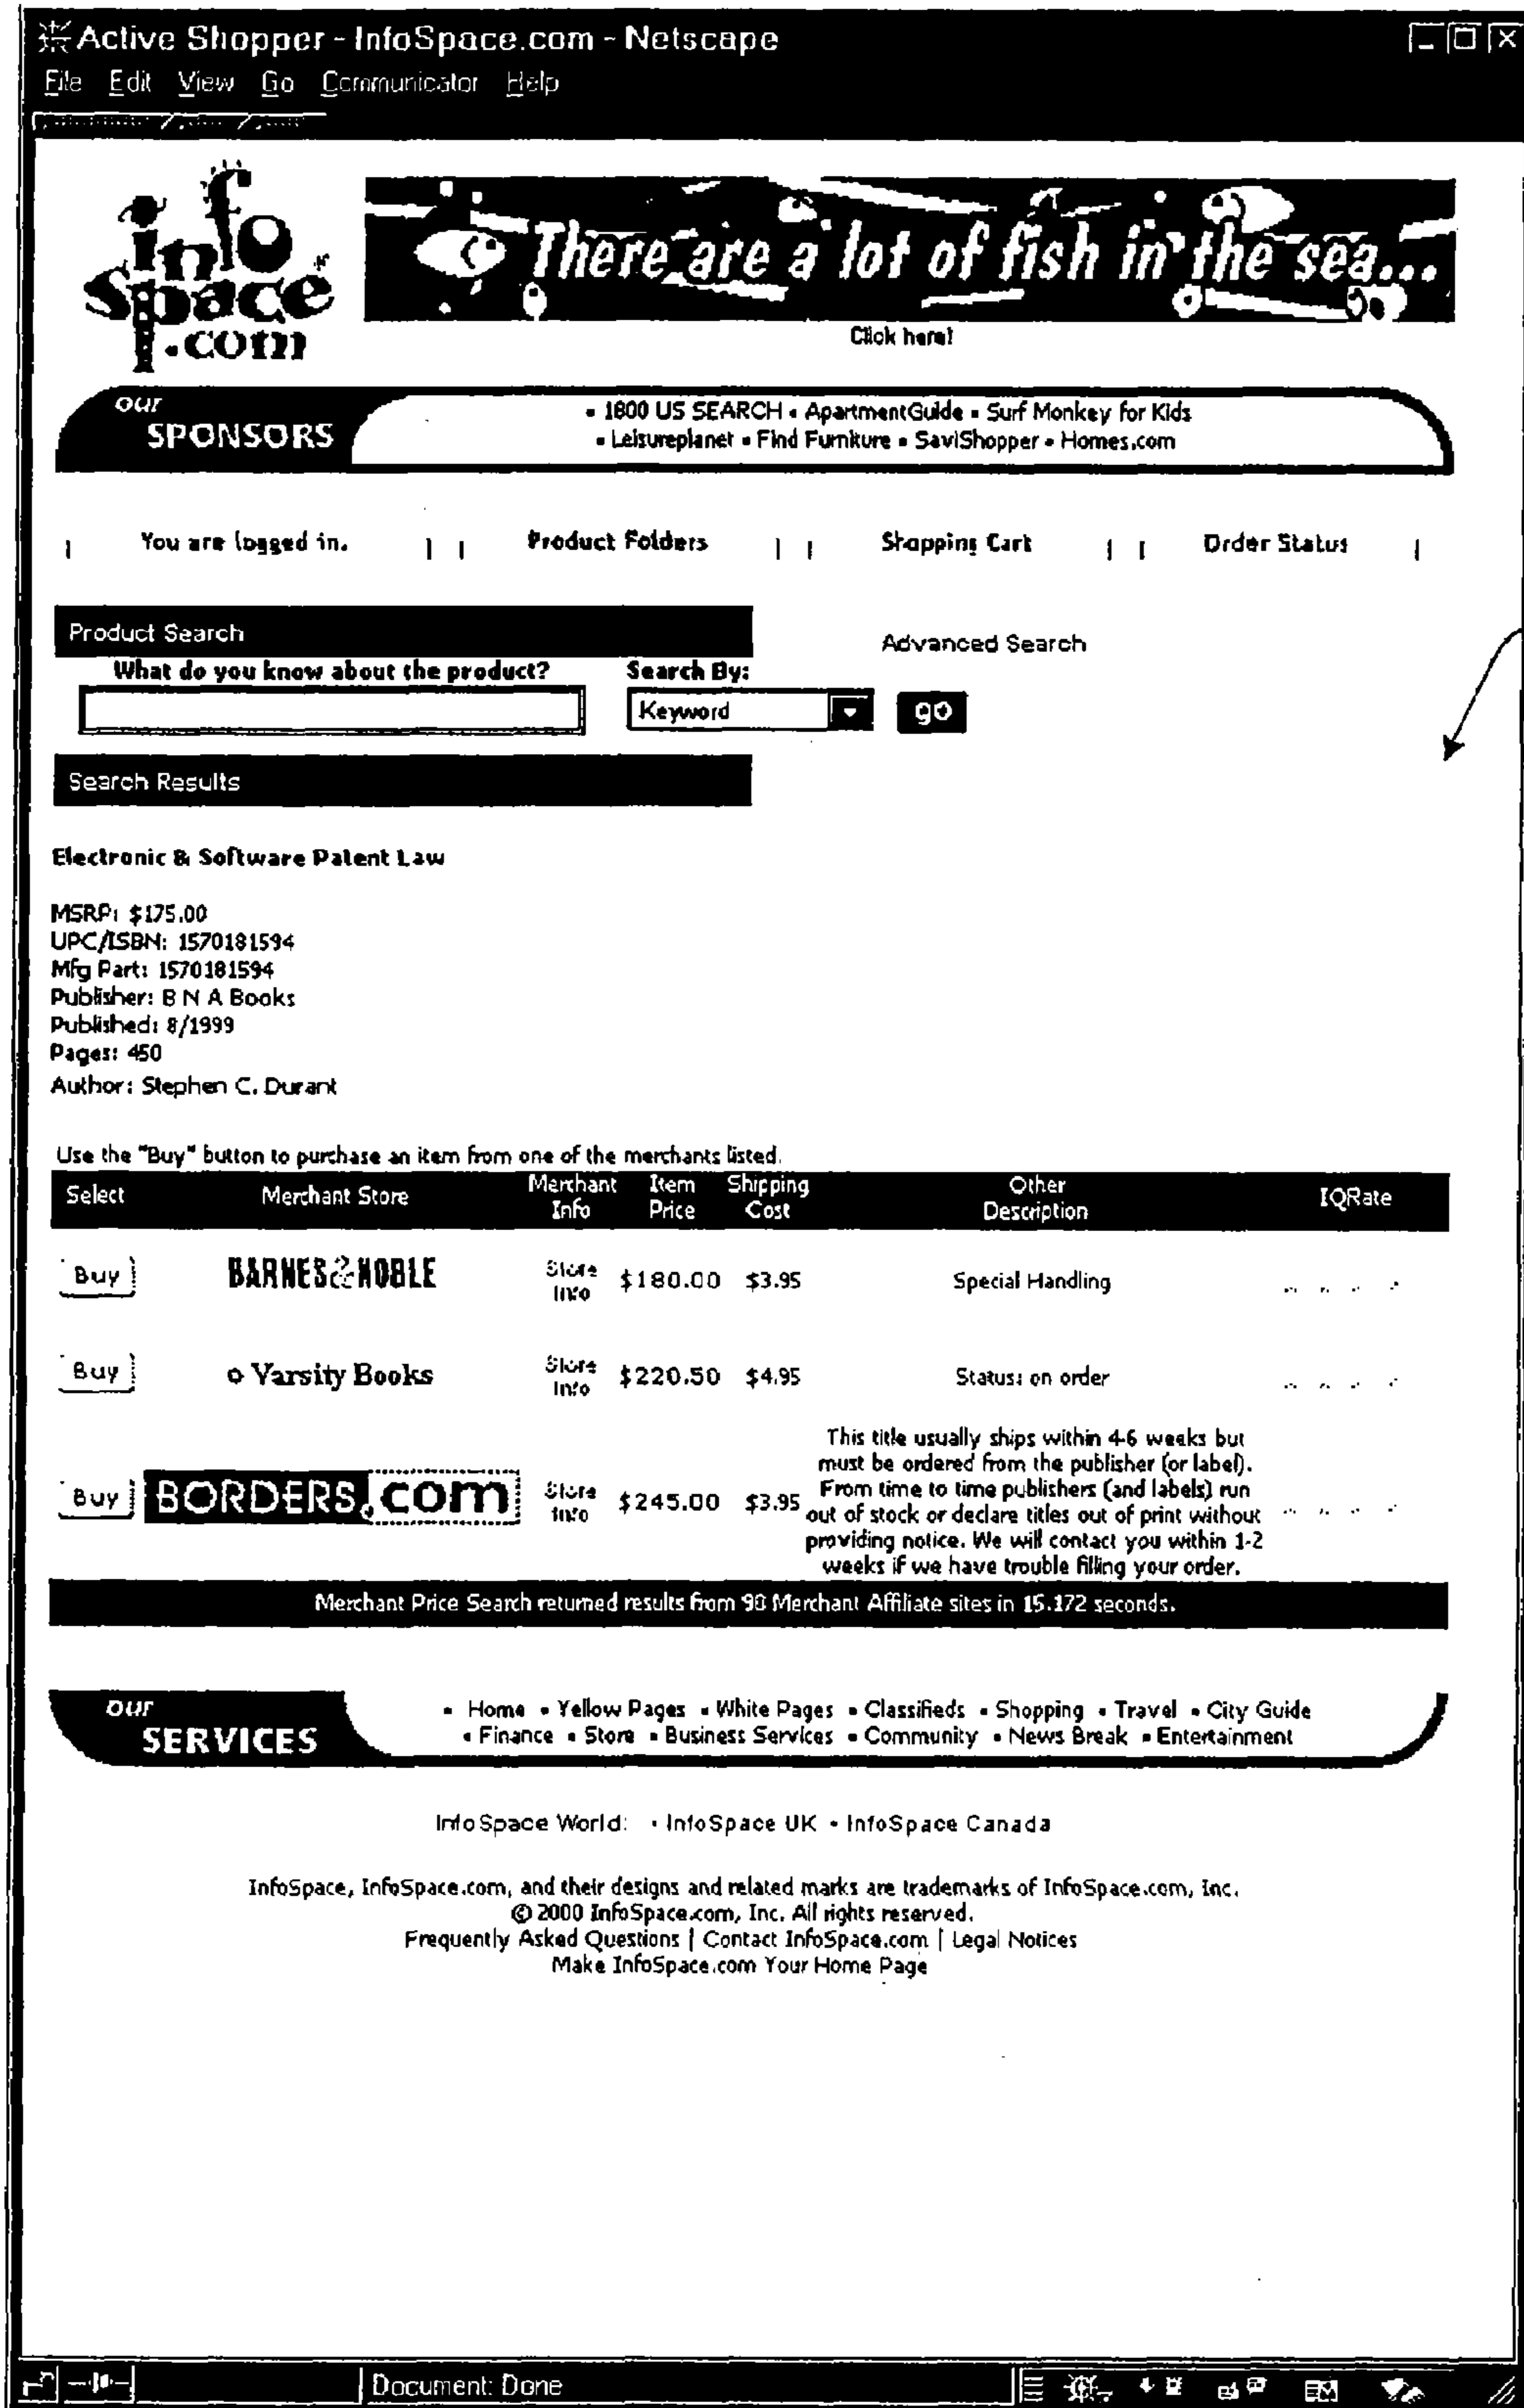 Active Shopper - InfoSpace.com - Netscape
File Edit View Go Communicator Help
info space .com
There are a lot of fish in the sea...
Click here!
our SPONSORS
▪ 1800 US SEARCH ▪ ApartmentGuide ▪ Surf Monkey for Kids
▪ Leisureplanet ▪ Find Furniture ▪ SaviShopper ▪ Homes.com
| You are logged in. | | Product Folders | | Shopping Cart | | Order Status |
Product Search
Advanced Search
What do you know about the product? Search By:
Keyword go
Search Results
Electronic & Software Patent Law
MSRP: $175.00
UPC/ISBN: 1570181594
Mfg Part: 1570181594
Publisher: B N A Books
Published: 8/1999
Pages: 450
Author: Stephen C. Durant
Use the "Buy" button to purchase an item from one of the merchants listed.
Select Merchant Store Merchant Info Item Price Shipping Cost Other Description IQRate
Buy BARNES&NOBLE Store Info $180.00 $3.95 Special Handling
Buy Varsity Books Store Info $220.50 $4.95 Status: on order
Buy BORDERS.com Store Info $245.00 $3.95
This title usually ships within 4-6 weeks but
must be ordered from the publisher (or label).
From time to time publishers (and labels) run
out of stock or declare titles out of print without
providing notice. We will contact you within 1-2
weeks if we have trouble filling your order.
Merchant Price Search returned results from 90 Merchant Affiliate sites in 15.172 seconds.
our SERVICES
▪ Home ▪ Yellow Pages ▪ White Pages ▪ Classifieds ▪ Shopping ▪ Travel ▪ City Guide
▪ Finance ▪ Store ▪ Business Services ▪ Community ▪ News Break ▪ Entertainment
InfoSpace World: ▪ InfoSpace UK ▪ InfoSpace Canada
InfoSpace, InfoSpace.com, and their designs and related marks are trademarks of InfoSpace.com, Inc.
© 2000 InfoSpace.com, Inc. All rights reserved.
Frequently Asked Questions | Contact InfoSpace.com | Legal Notices
Make InfoSpace.com Your Home Page
Document: Done